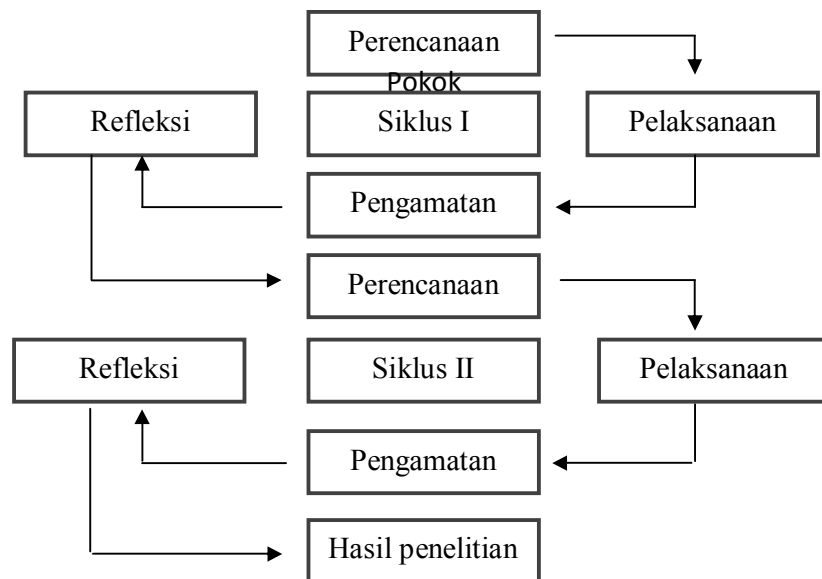 Perencanaan
Pokok
Refleksi
Siklus I
Pelaksanaan
Pengamatan
Perencanaan
Refleksi
Siklus II
Pelaksanaan
Pengamatan
Hasil penelitian